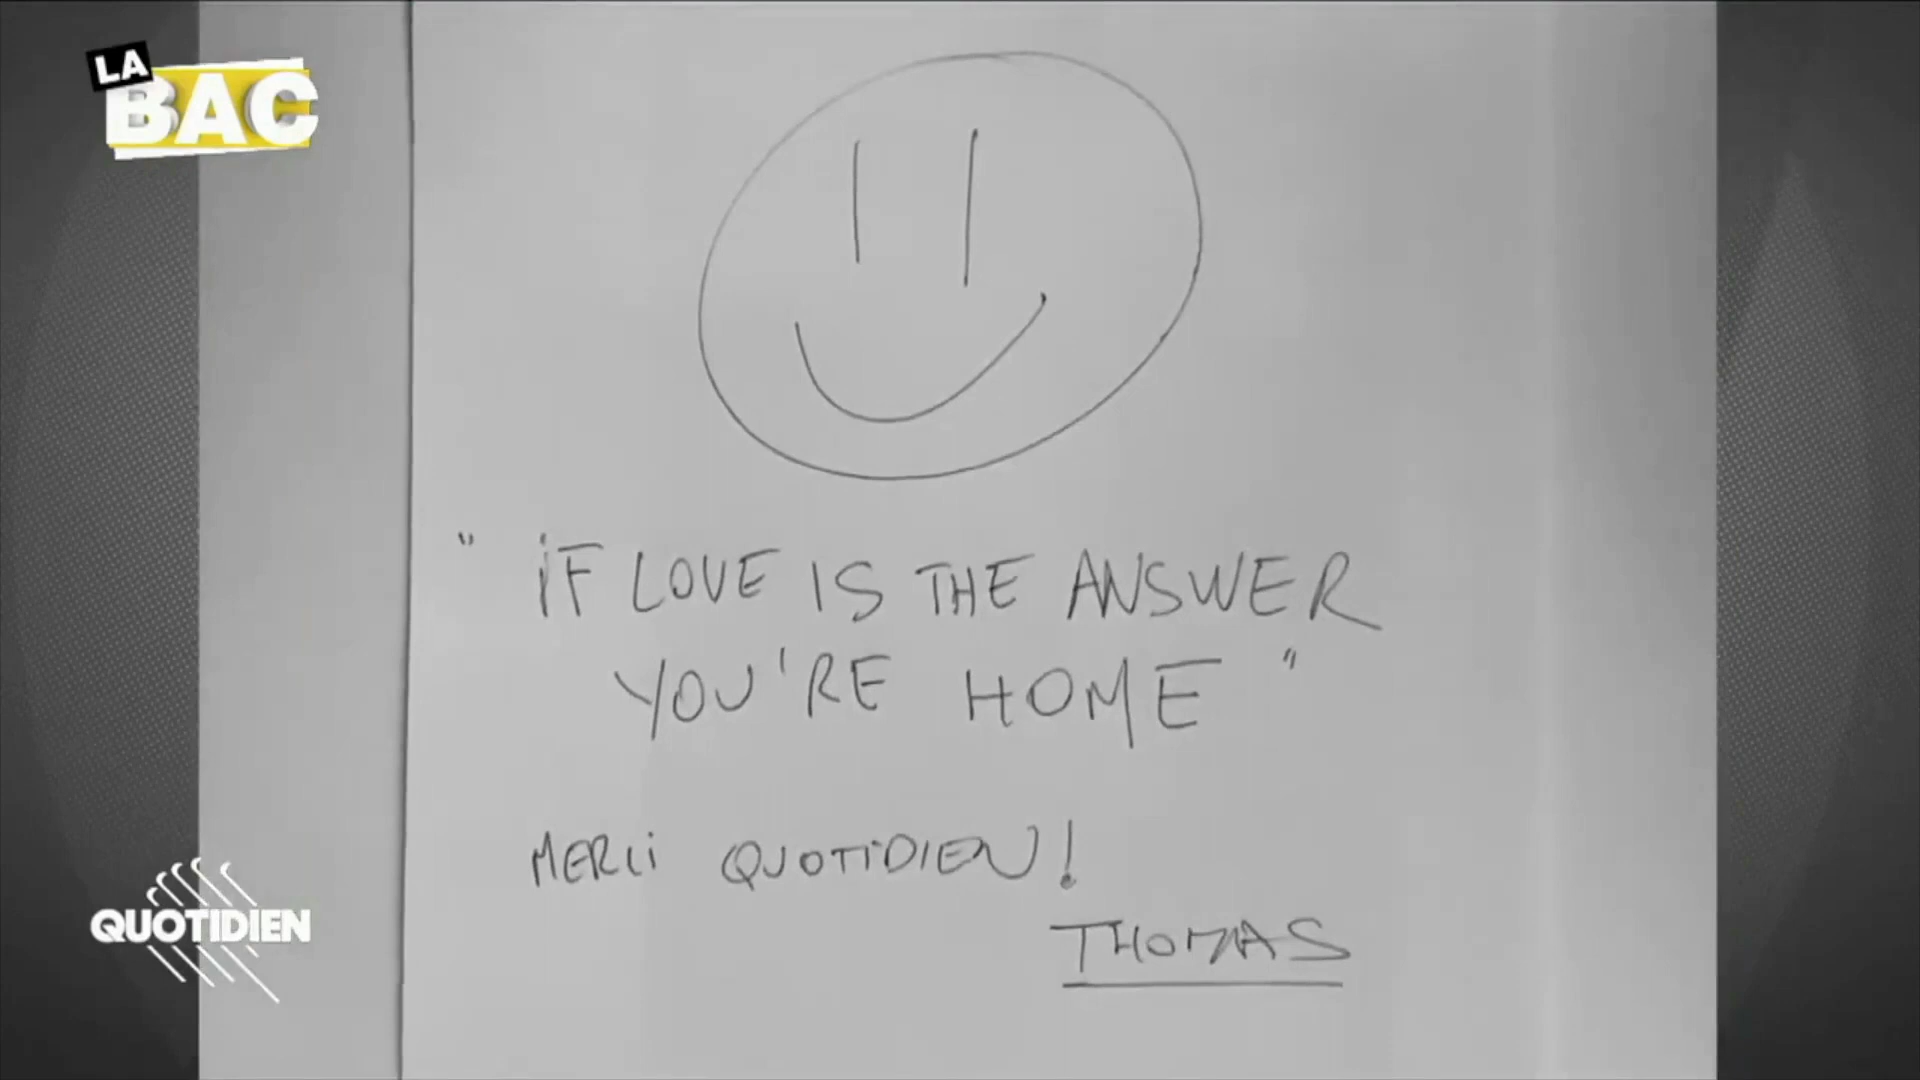 LA
BAC
" iF LOVE IS THE ANSWER
YOU'RE HOME "
MERCi QUOTiDIEN!
THOMAS
QUOTIDIEN